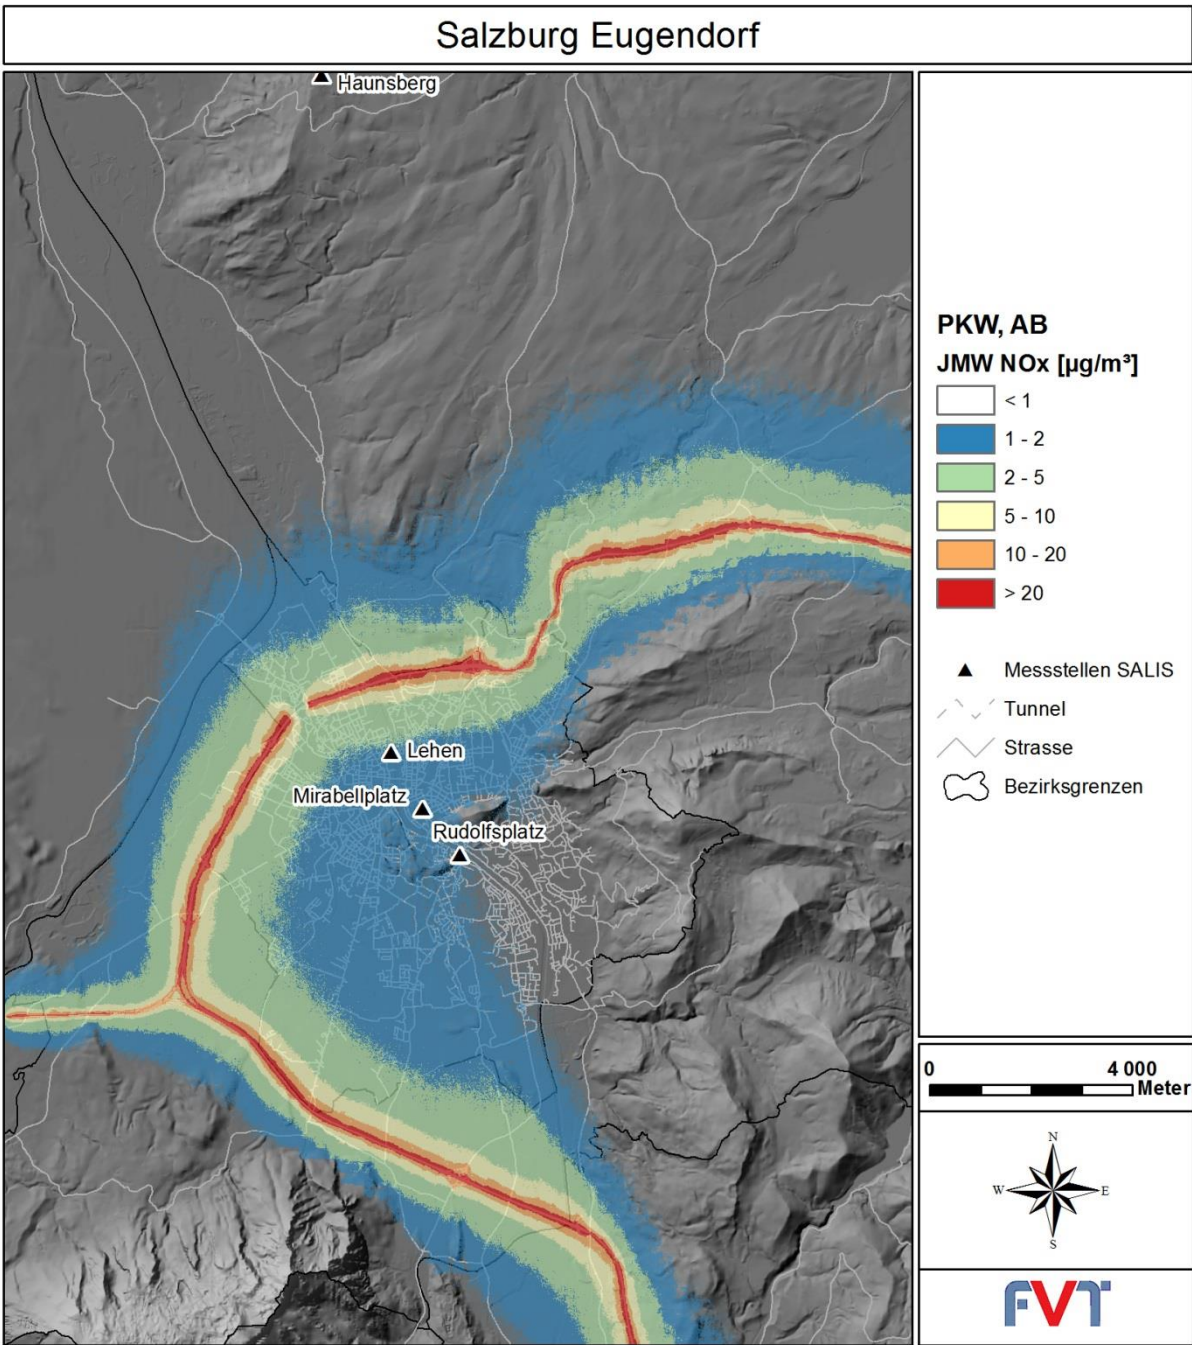 Salzburg Eugendorf
Haunsberg
Lehen
Mirabellplatz
Rudolfsplatz
PKW, AB
JMW NOx [µg/m³]
< 1
1 - 2
2 - 5
5 - 10
10 - 20
> 20
Messstellen SALIS
Tunnel
Strasse
Bezirksgrenzen
0 4 000
Meter
N
W E
S
FVT